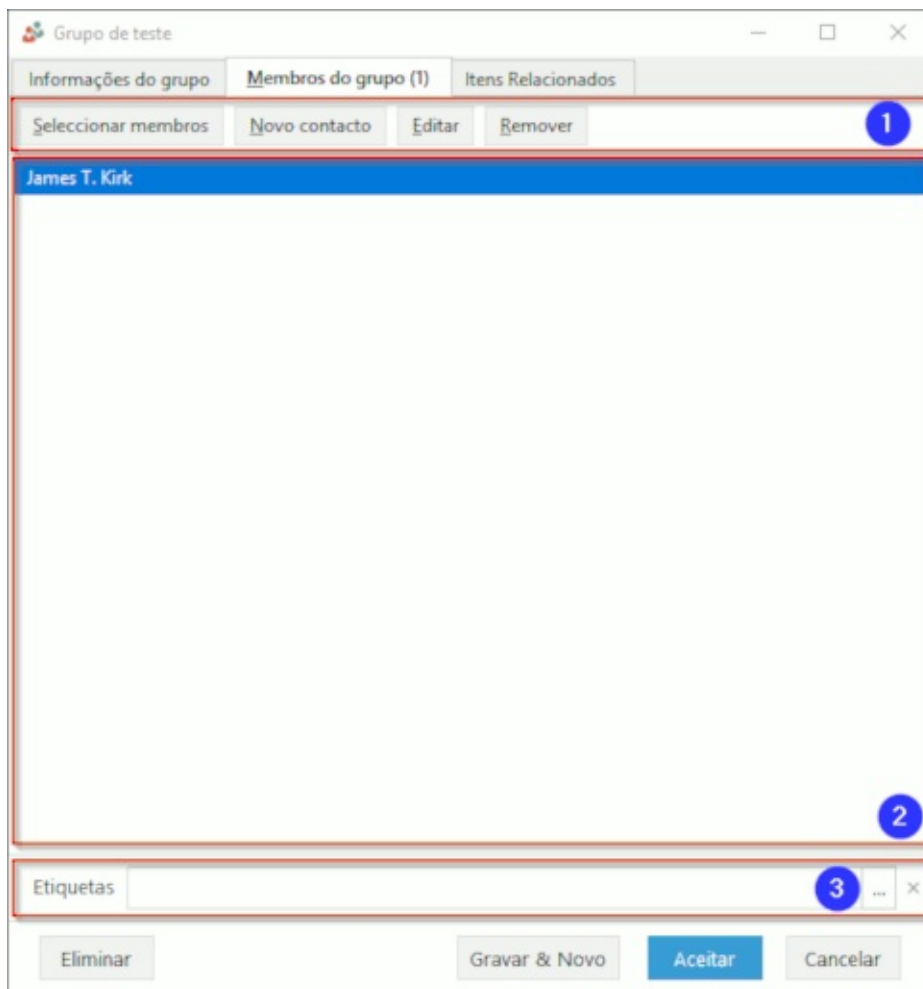 Grupo de teste
Informações do grupo Membros do grupo (1) Itens Relacionados
Seleccionar membros Novo contacto Editar Remover 1
James T. Kirk
2
Etiquetas 3 ...
Eliminar Gravar & Novo Aceitar Cancelar